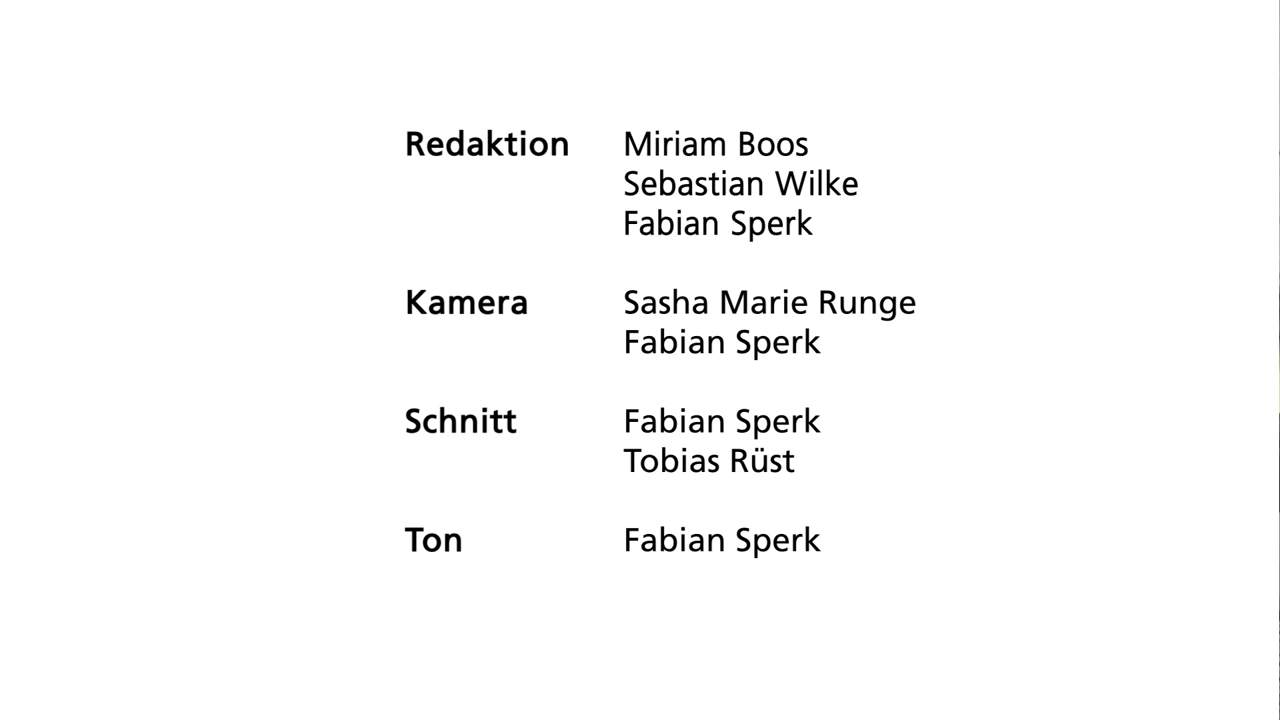 Redaktion Miriam Boos
Sebastian Wilke
Fabian Sperk
Kamera Sasha Marie Runge
Fabian Sperk
Schnitt Fabian Sperk
Tobias Rüst
Ton Fabian Sperk